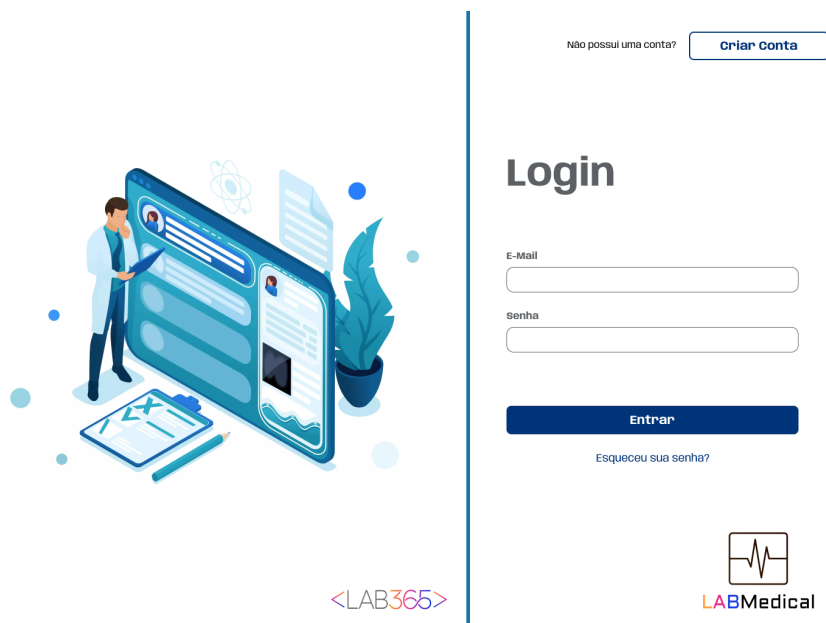 Não possui uma conta?
Criar Conta
Login
E-Mail
Senha
Entrar
Esqueceu sua senha?
<LAB365>
LABMedical